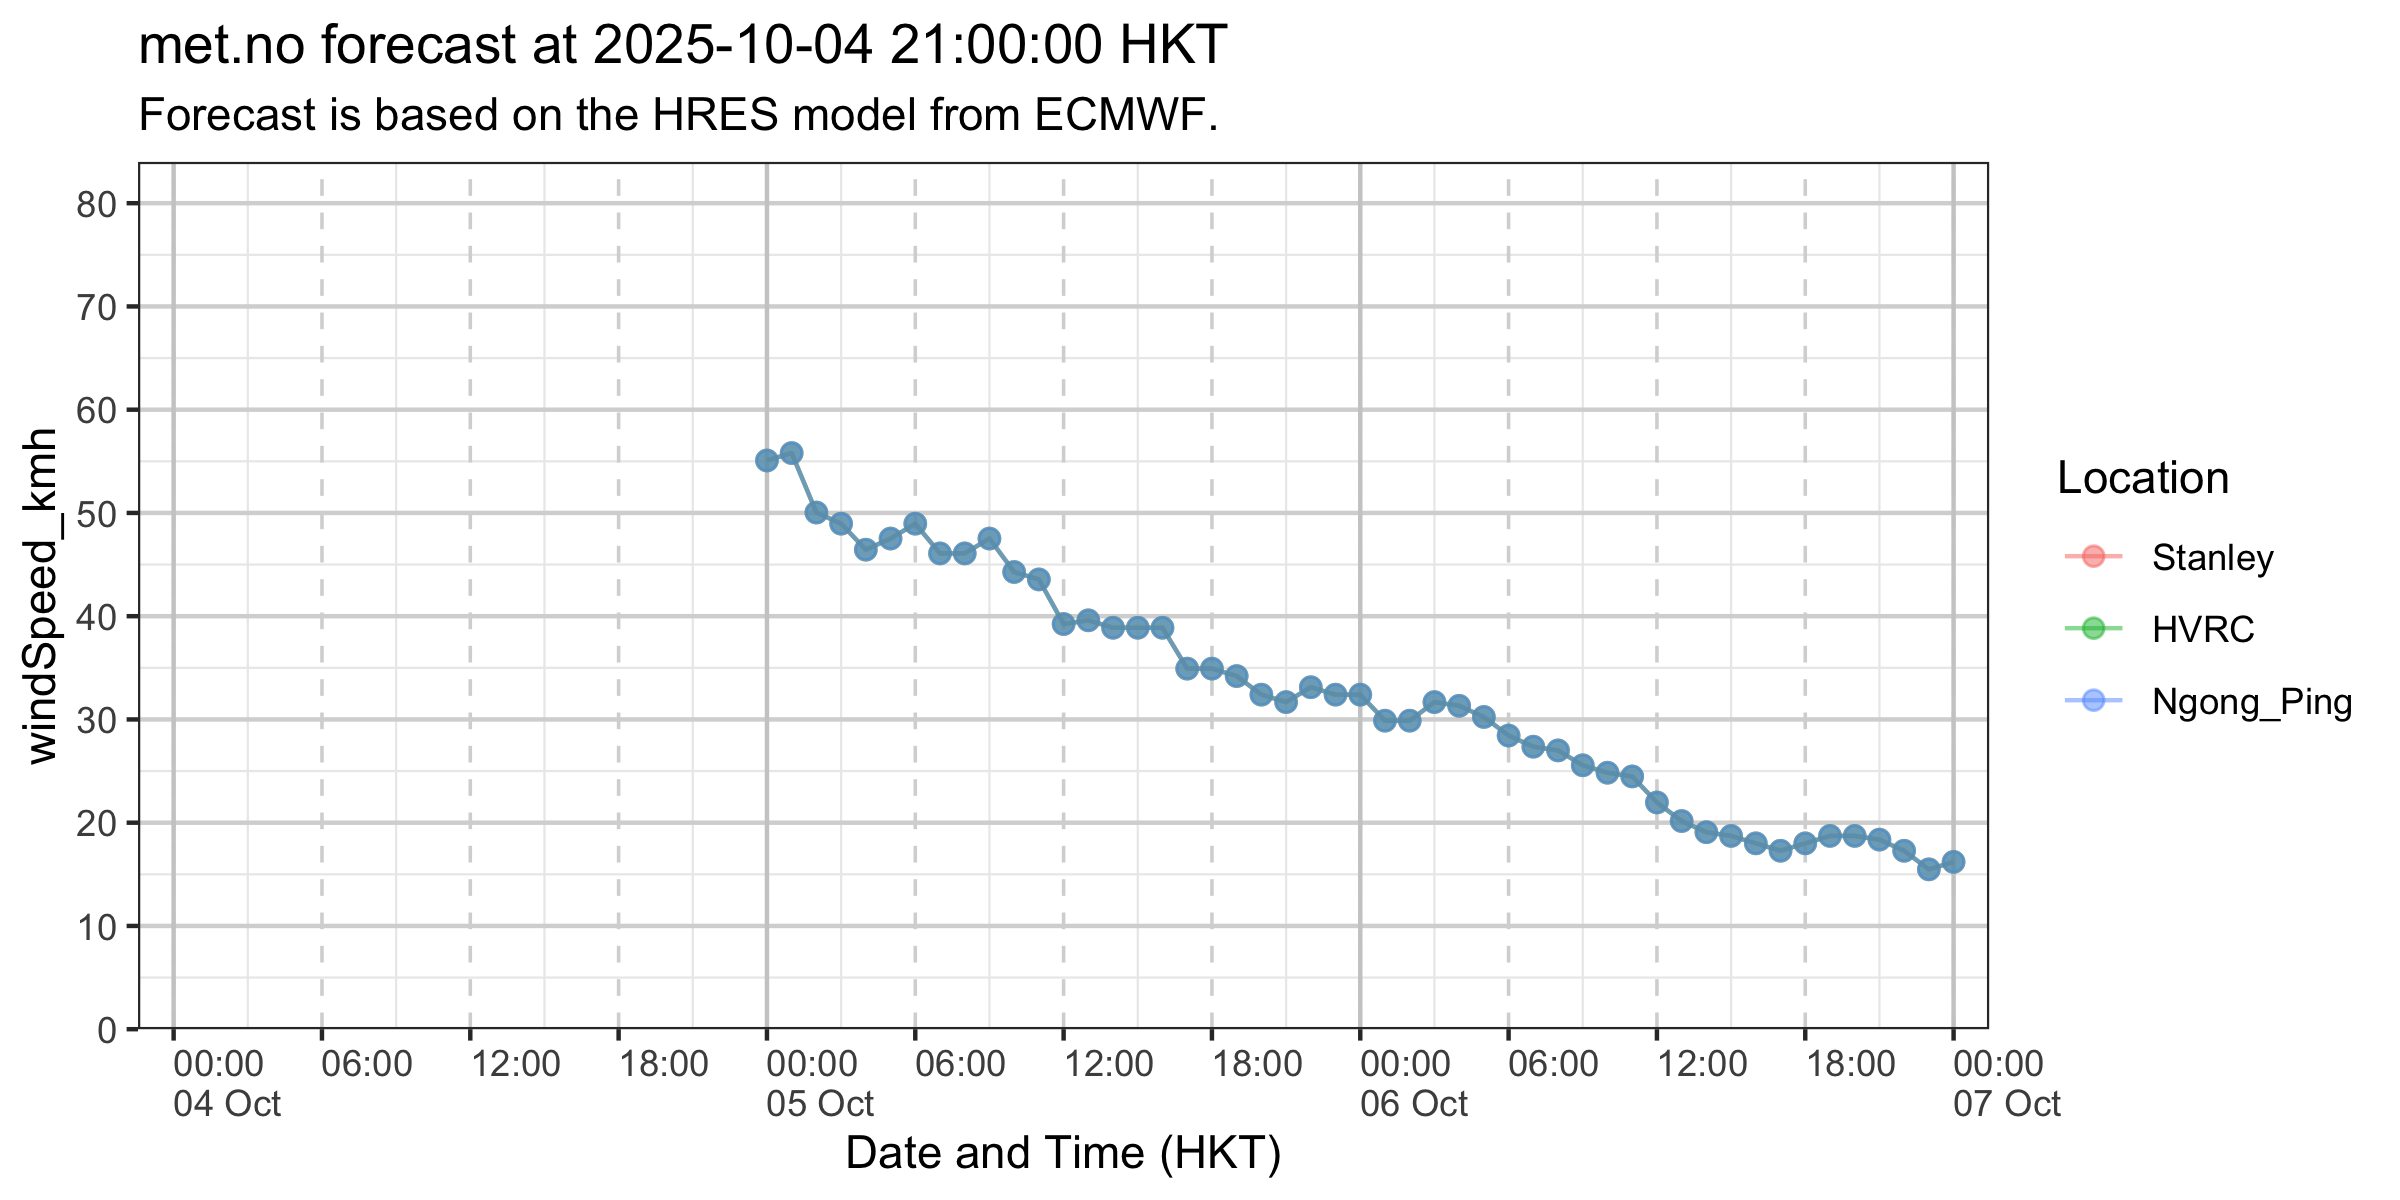 met.no forecast at 2025-10-04 21:00:00 HKT
Forecast is based on the HRES model from ECMWF.
windSpeed_kmh
80
70
60
50
40
30
20
10
0
00:00 06:00 12:00 18:00 00:00 06:00 12:00 18:00 00:00 06:00 12:00 18:00 00:00
04 Oct 05 Oct 06 Oct 07 Oct
Date and Time (HKT)
Location
Stanley
HVRC
Ngong_Ping